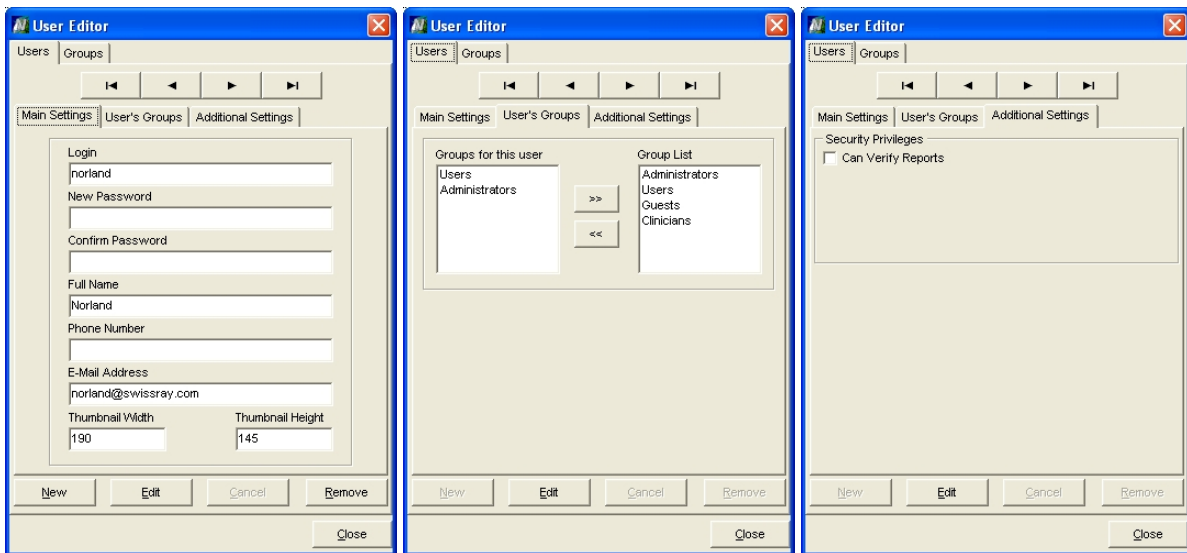 User Editor
Users Groups
Main Settings User's Groups Additional Settings
Login
norland
New Password
Confirm Password
Full Name
Norland
Phone Number
E-Mail Address
norland@swissray.com
Thumbnail Width Thumbnail Height
190 145
New Edit Cancel Remove
Close
User Editor
Users Groups
Main Settings User's Groups Additional Settings
Groups for this user Group List
Users Administrators
Administrators Users
>> Guests
<< Clinicians
New Edit Cancel Remove
Close
User Editor
Users Groups
Main Settings User's Groups Additional Settings
Security Privileges
Can Verify Reports
New Edit Cancel Remove
Close